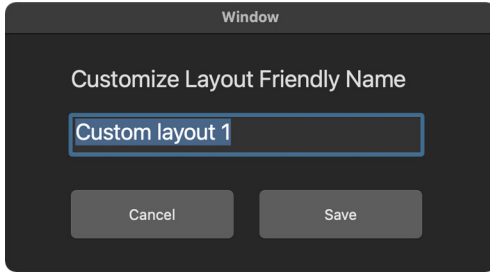 Window
Customize Layout Friendly Name
Custom layout 1
Cancel
Save